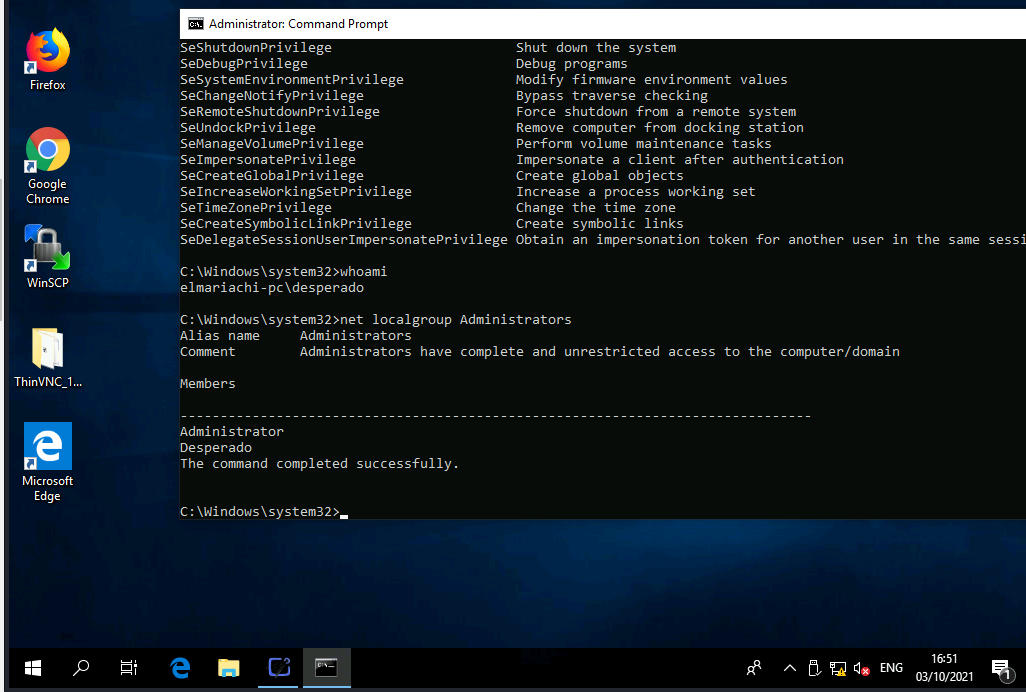 Administrator: Command Prompt
SeShutdownPrivilege Shut down the system
SeDebugPrivilege Debug programs
SeSystemEnvironmentPrivilege Modify firmware environment values
SeChangeNotifyPrivilege Bypass traverse checking
SeRemoteShutdownPrivilege Force shutdown from a remote system
SeUndockPrivilege Remove computer from docking station
SeManageVolumePrivilege Perform volume maintenance tasks
SeImpersonatePrivilege Impersonate a client after authentication
SeCreateGlobalPrivilege Create global objects
SeIncreaseWorkingSetPrivilege Increase a process working set
SeTimeZonePrivilege Change the time zone
SeCreateSymbolicLinkPrivilege Create symbolic links
SeDelegateSessionUserImpersonatePrivilege Obtain an impersonation token for another user in the same sessi
C:\Windows\system32>whoami
elmariachi-pc\desperado
C:\Windows\system32>net localgroup Administrators
Alias name Administrators
Comment Administrators have complete and unrestricted access to the computer/domain
Members
-------------------------------------------------------------------------------
Administrator
Desperado
The command completed successfully.
C:\Windows\system32>
Firefox
Google
Chrome
WinSCP
ThinVNC_1...
Microsoft
Edge
ENG
16:51
03/10/2021
1